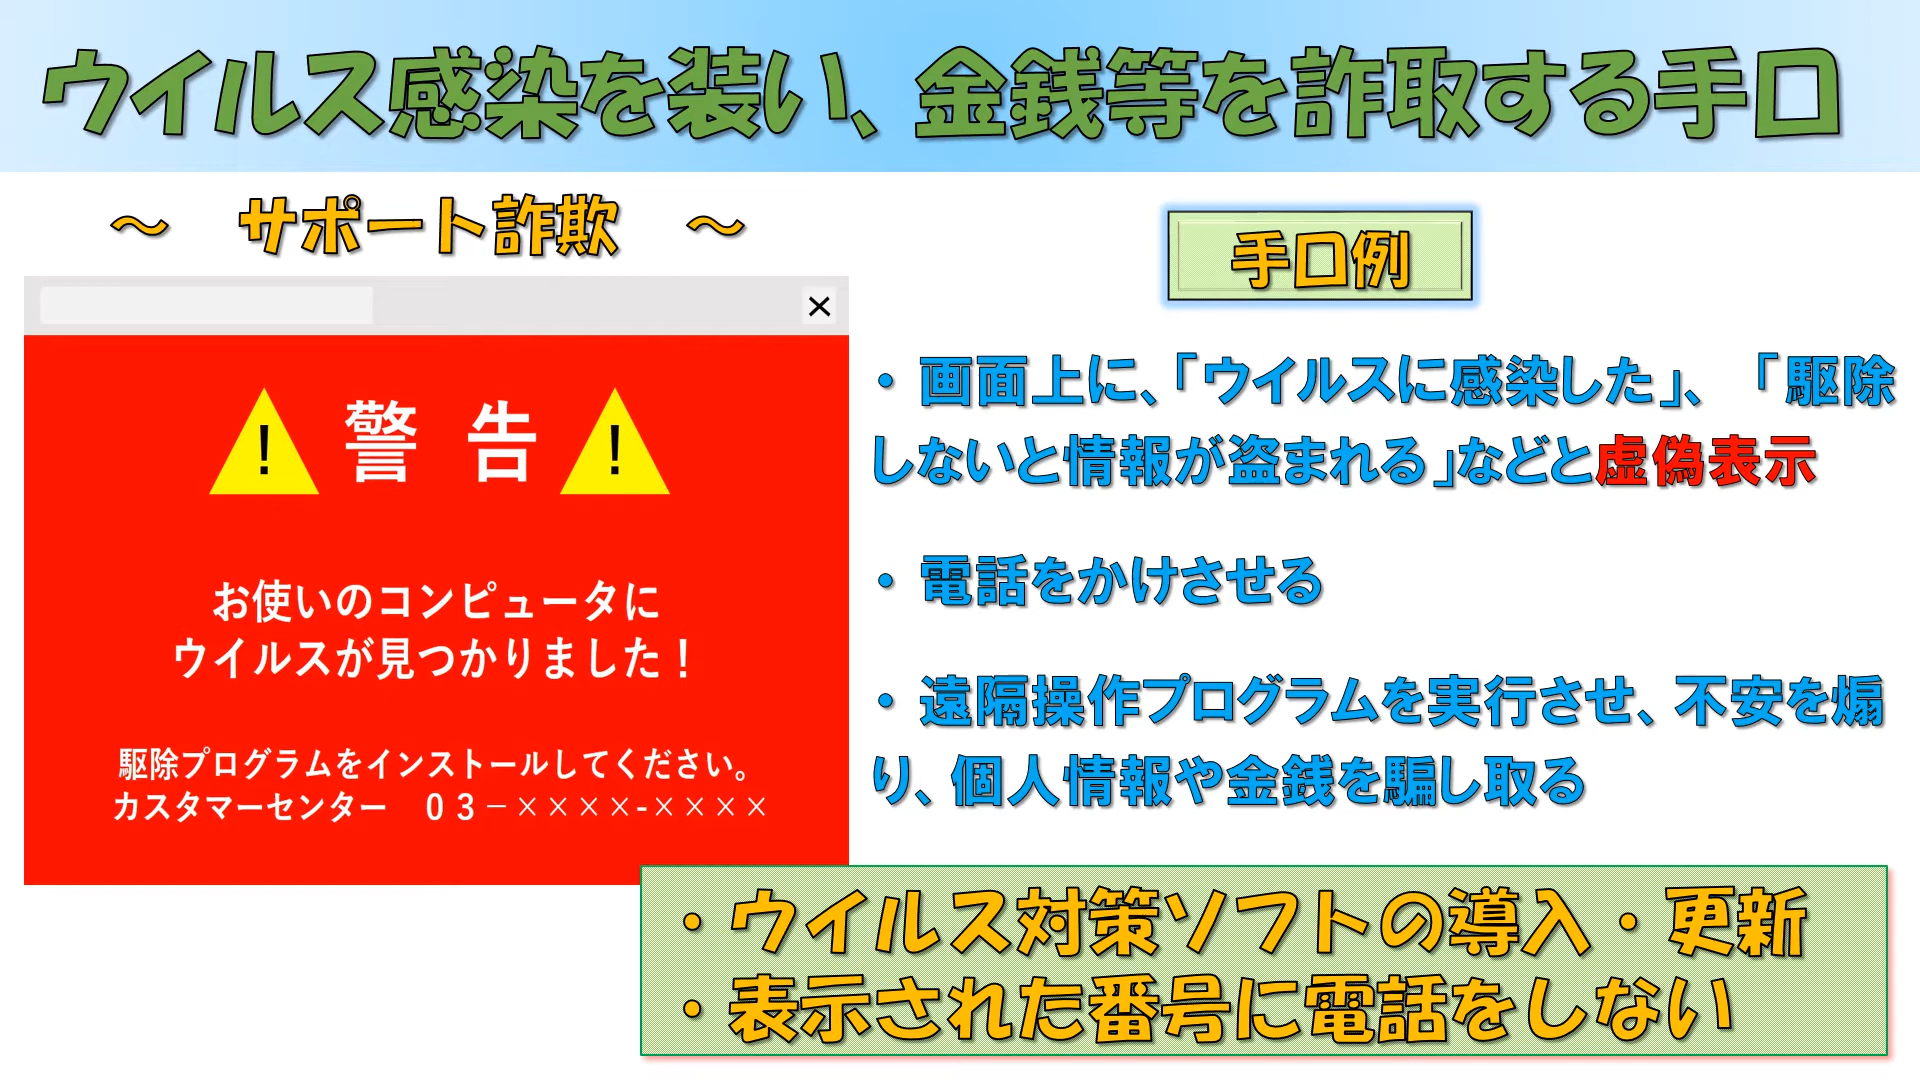 ウイルス感染を装い、金銭等を詐取する手口
～　サポート詐欺　～
×
! 警 告 !
お使いのコンピュータに
ウイルスが見つかりました！
駆除プログラムをインストールしてください。
カスタマーセンター　０３－××××-××××
手口例
・ 画面上に、「ウイルスに感染した」、「駆除
しないと情報が盗まれる」などと虚偽表示
・ 電話をかけさせる
・ 遠隔操作プログラムを実行させ、不安を煽
り、個人情報や金銭を騙し取る
・ウイルス対策ソフトの導入・更新
・表示された番号に電話をしない